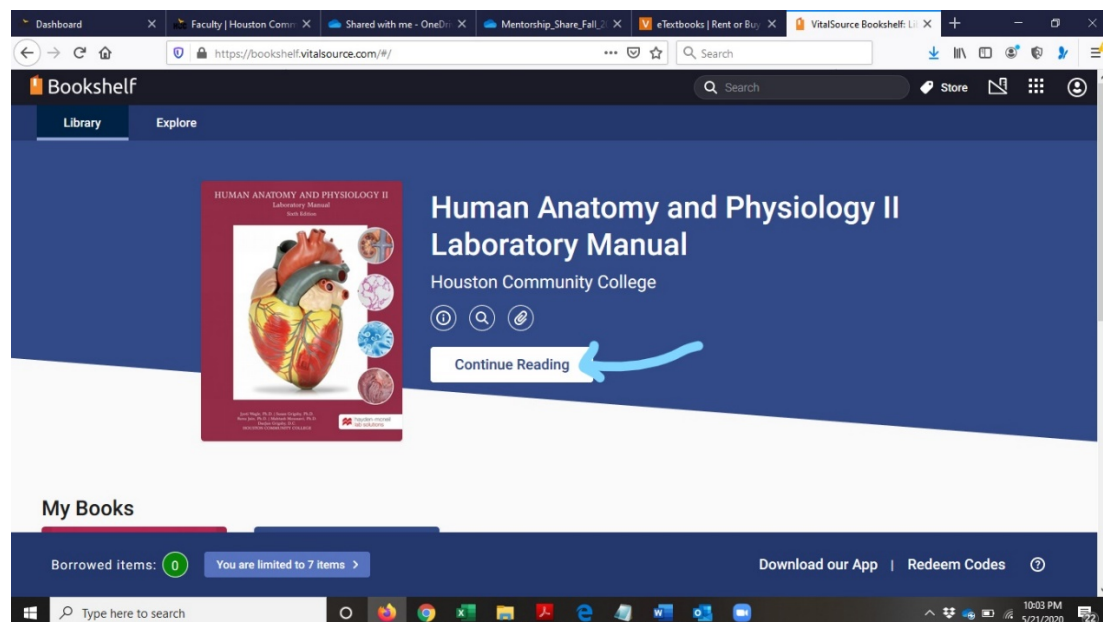 Dashboard
Faculty | Houston Comm
Shared with me - OneDri
Mentorship_Share_Fall_2
eTextbooks | Rent or Buy
VitalSource Bookshelf: Li
https://bookshelf.vitalsource.com/#/
Search
Bookshelf
Search
Store
Library
Explore
HUMAN ANATOMY AND PHYSIOLOGY II
Laboratory Manual
Sixth Edition
hayden-mcneil
lab solutions
HOUSTON COMMUNITY COLLEGE
Human Anatomy and Physiology II
Laboratory Manual
Houston Community College
Continue Reading
My Books
Borrowed items: 0
You are limited to 7 items >
Download our App | Redeem Codes
Type here to search
10:03 PM
5/21/2020
22